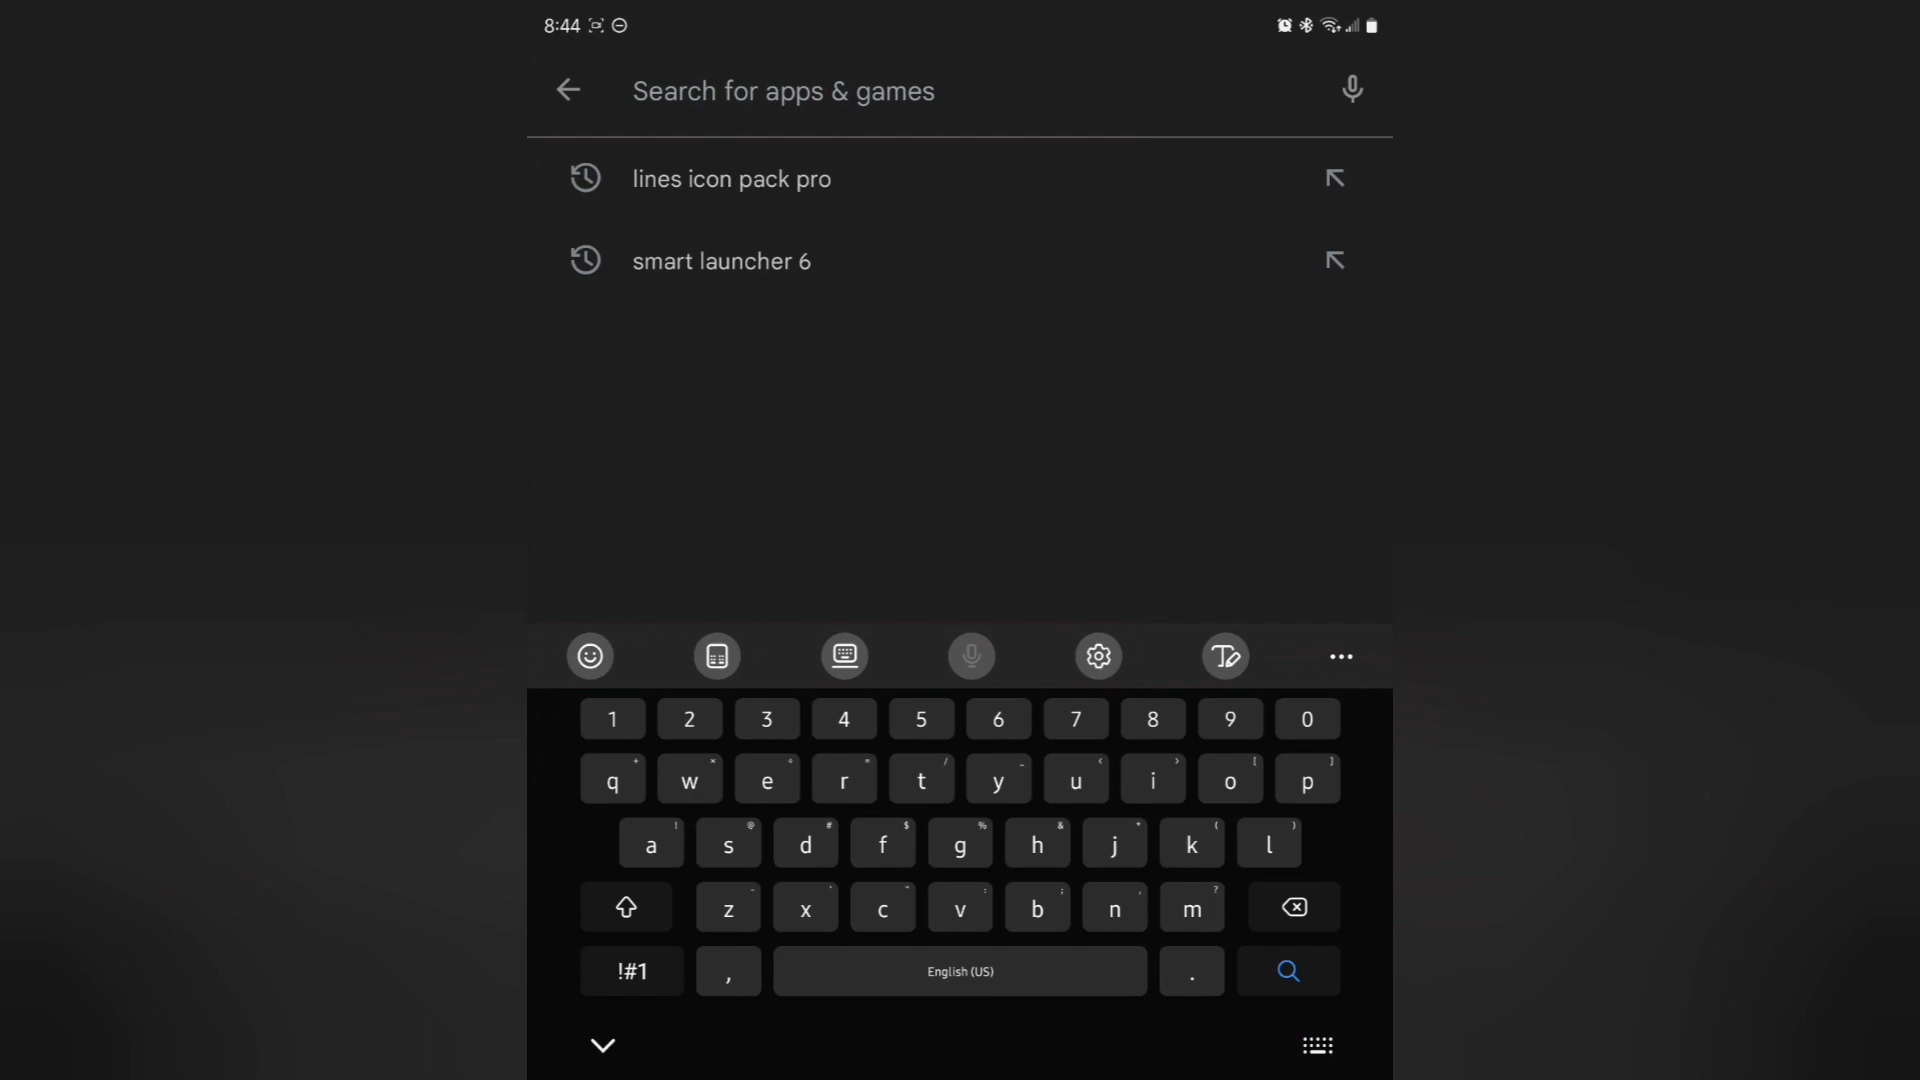 8:44
Search for apps & games
lines icon pack pro
smart launcher 6
1 2 3 4 5 6 7 8 9 0
q w e r t y u i o p
a s d f g h j k l
z x c v b n m
!#1 , English (US) .